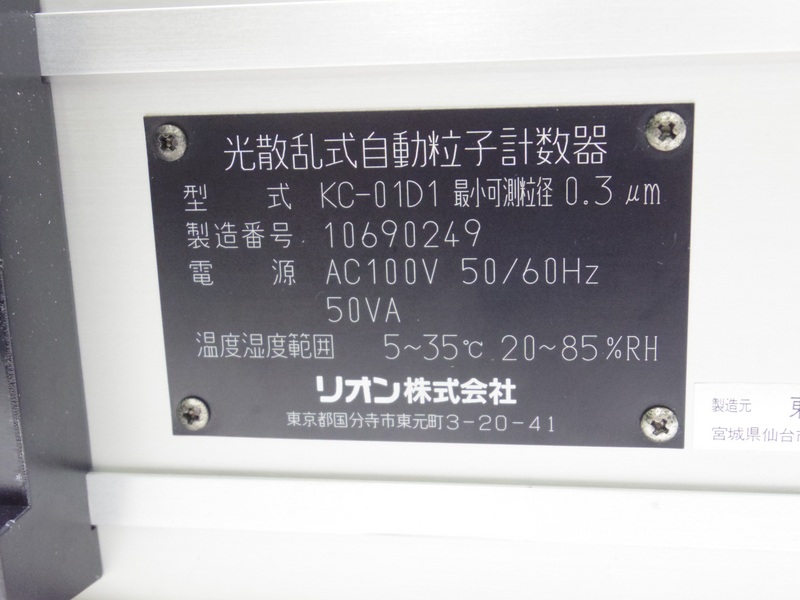 光散乱式自動粒子計数器
型 式 KC-01D1 最小可測粒径 0.3 μm
製造番号 10690249
電 源 AC100V 50/60Hz
50VA
温度湿度範囲 5~35℃ 20~85%RH
リオン株式会社
東京都国分寺市東元町3-20-41
製造元
宮城県仙台市